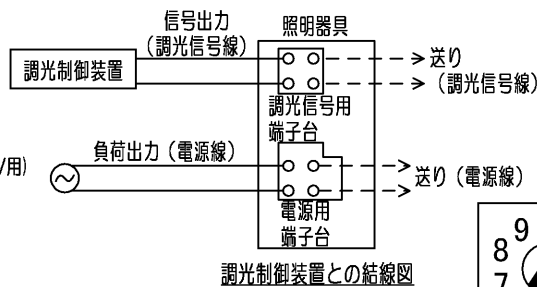 信号出力
（調光信号線）
照明器具
調光制御装置
送り
（調光信号線）
調光信号用
端子台
負荷出力（電源線）
V用)
送り（電源線）
電源用
端子台
調光制御装置との結線図
9
8
7